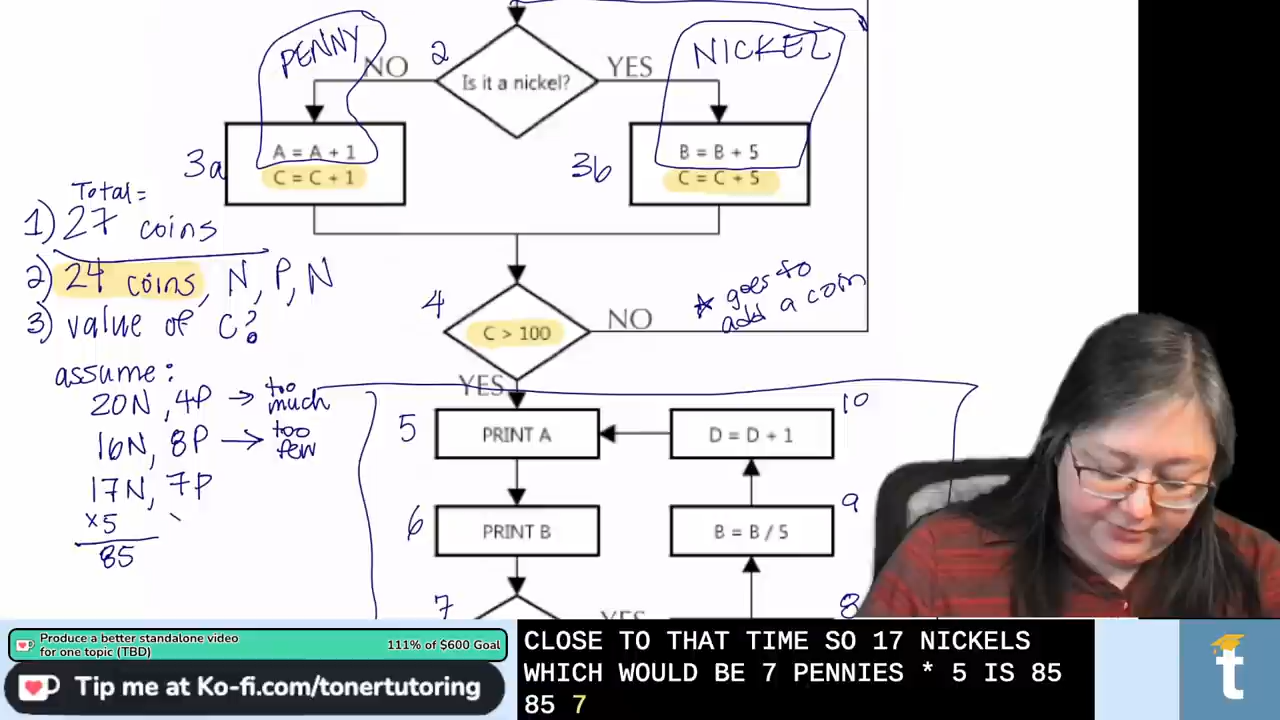 PENNY
NO
2
Is it a nickel?
YES
NICKEL
3a
A = A + 1
C = C + 1
3b
B = B + 5
C = C + 5
Total=
1) 27 coins
2) 24 coins, N, P, N
3) value of C?
4
C > 100
NO
* goes to
add a coin
assume:
20N, 4P → too much
16N, 8P → too few
17N, 7P
x5
85
YES
5
PRINT A
D = D + 1
10
6
PRINT B
B = B / 5
9
7
YES
8
Produce a better standalone video
for one topic (TBD)
111% of $600 Goal
Tip me at Ko-fi.com/tonertutoring
CLOSE TO THAT TIME SO 17 NICKELS
WHICH WOULD BE 7 PENNIES * 5 IS 85
85 7
t